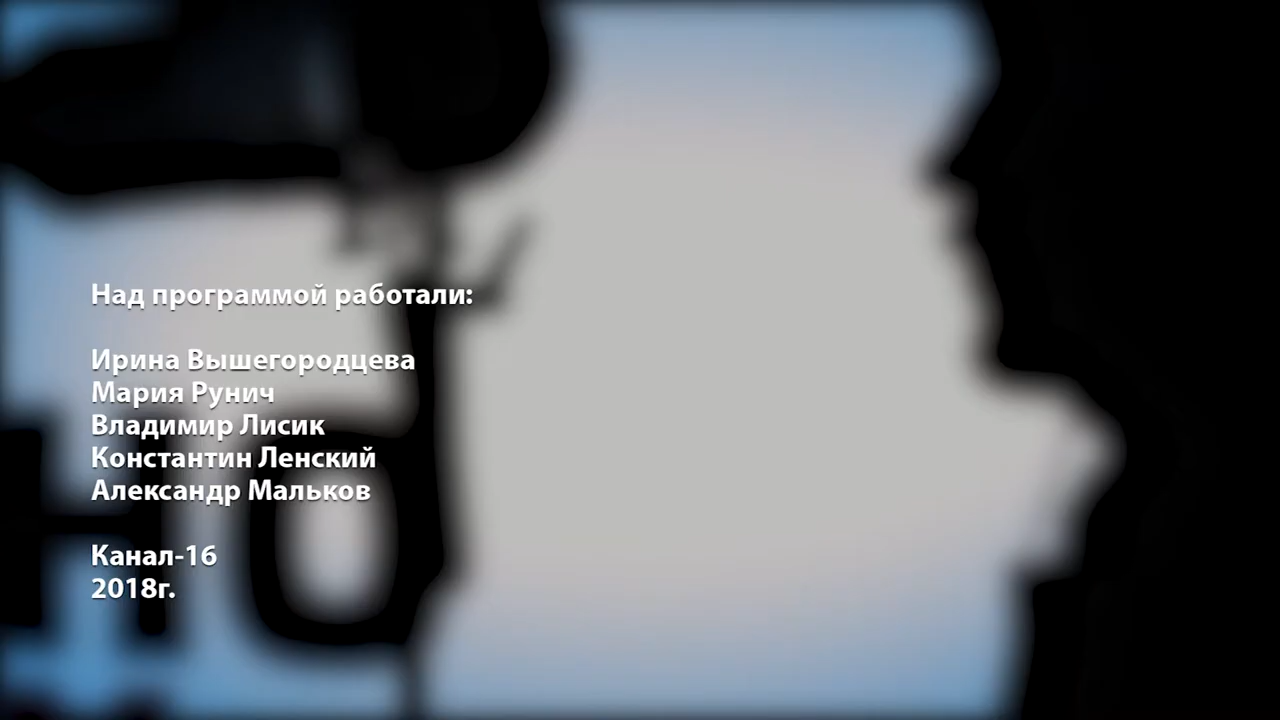 Над программой работали:
Ирина Вышегородцева
Мария Рунич
Владимир Лисик
Константин Ленский
Александр Мальков
Канал-16
2018г.